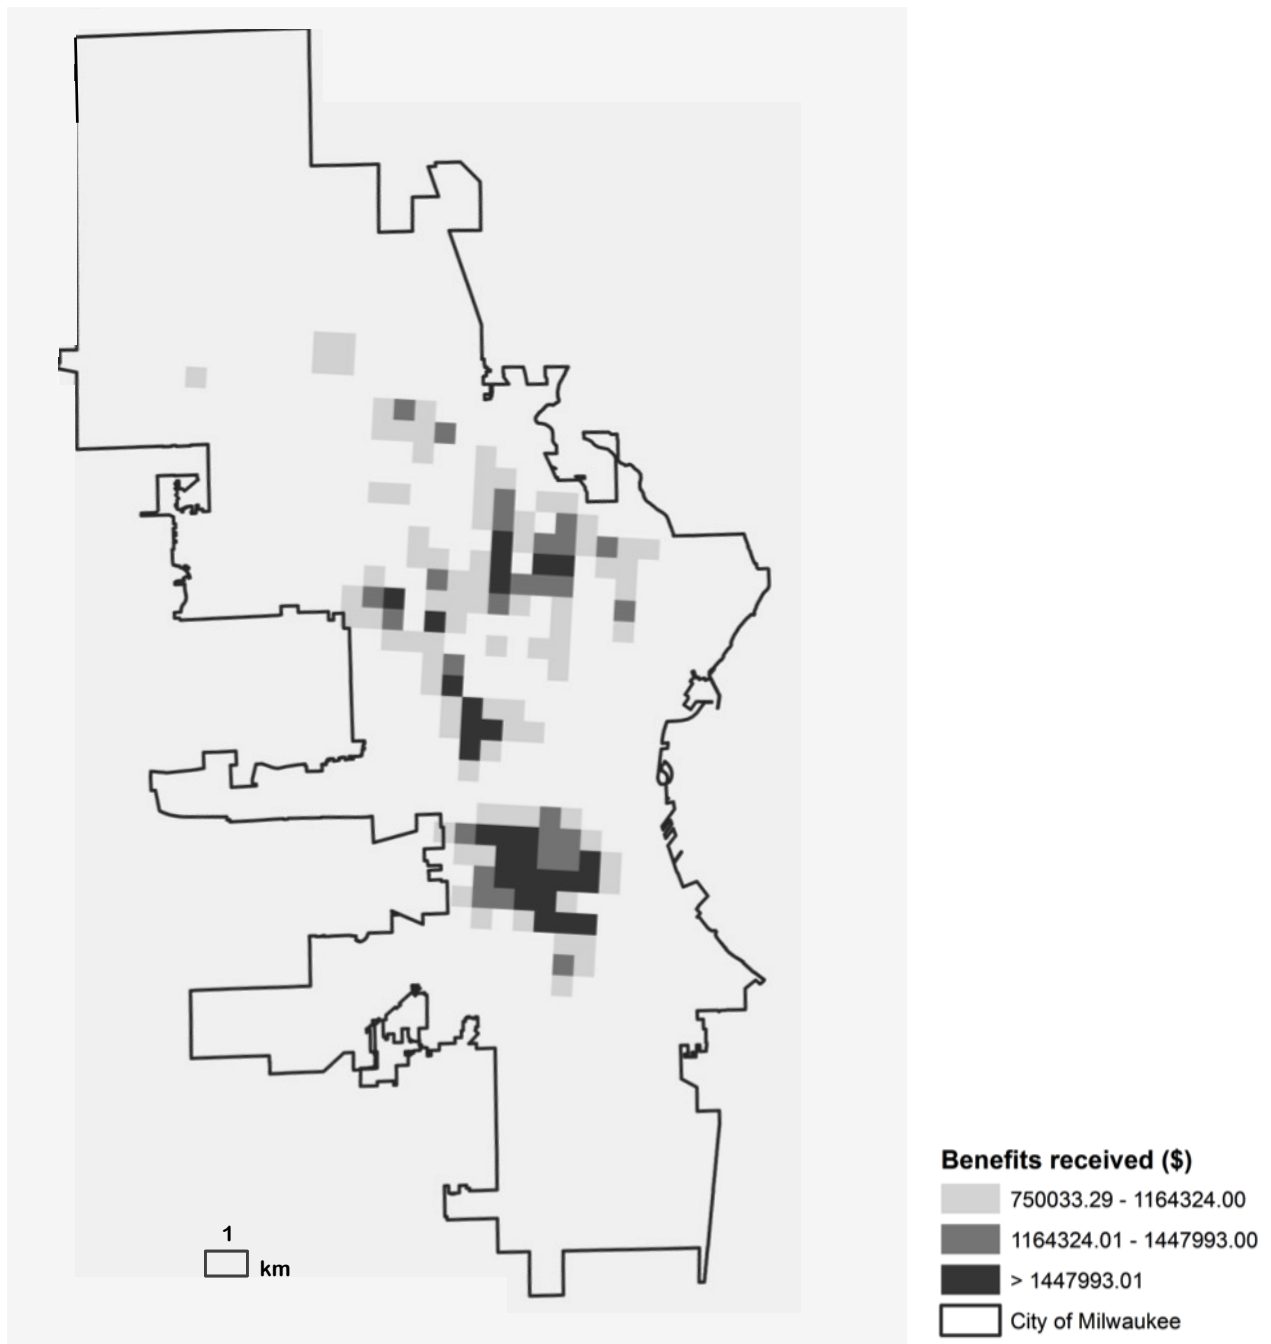 1
km
Benefits received ($)
750033.29 - 1164324.00
1164324.01 - 1447993.00
> 1447993.01
City of Milwaukee